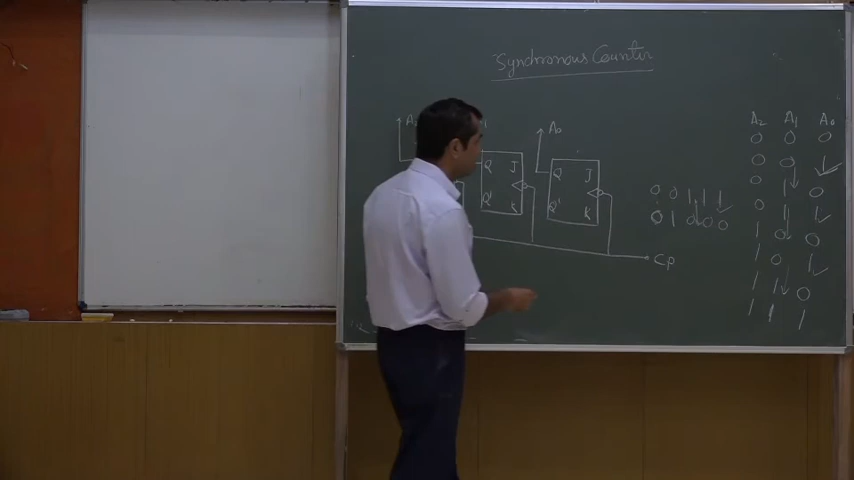 Synchronous Counter
A₂ A₁ A₀
0 0 0
0 0 1
0 1 0
0 1 1
1 0 0
1 0 1
1 1 0
1 1 1
A₀
Q J
Q' K
Q J
Q' K
0 0 1 1 1
0 1 0 0 0
CP